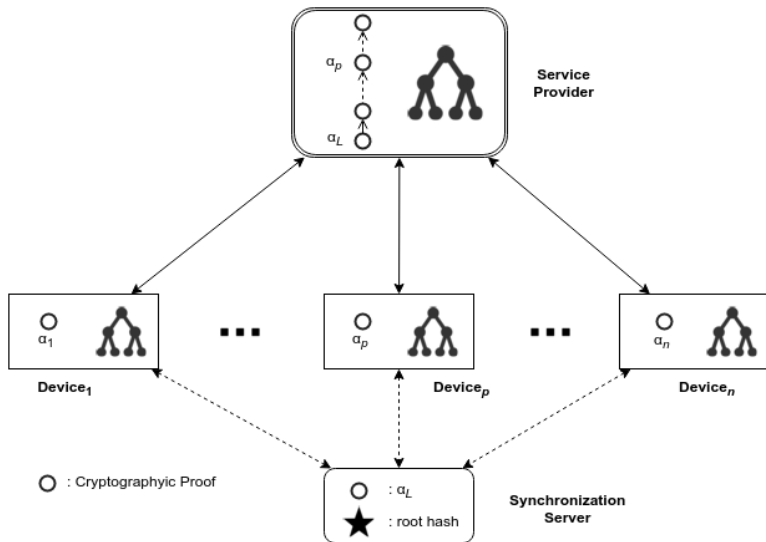 αp
αL
Service
Provider
α1
αp
αn
Device1
Devicep
Devicen
: Cryptographyic Proof
: αL
: root hash
Synchronization
Server